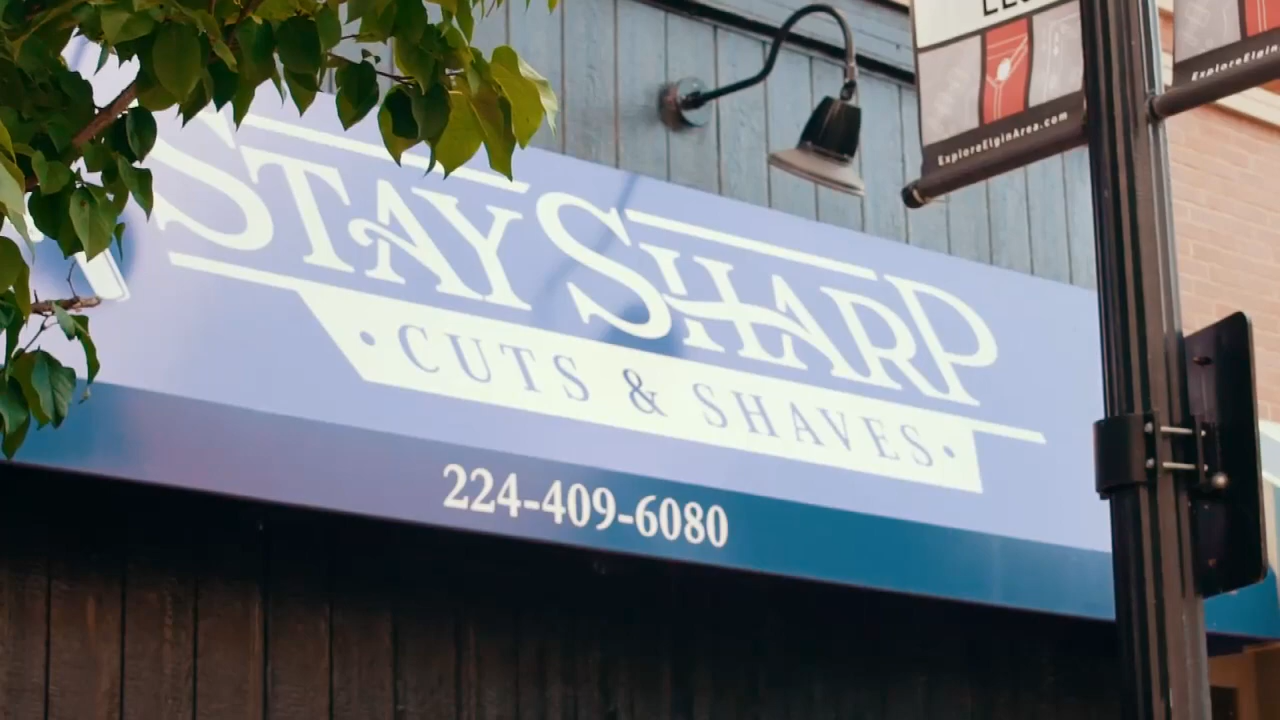 STAY SHARP
• CUTS & SHAVES •
224-409-6080
ExploreElginArea.com